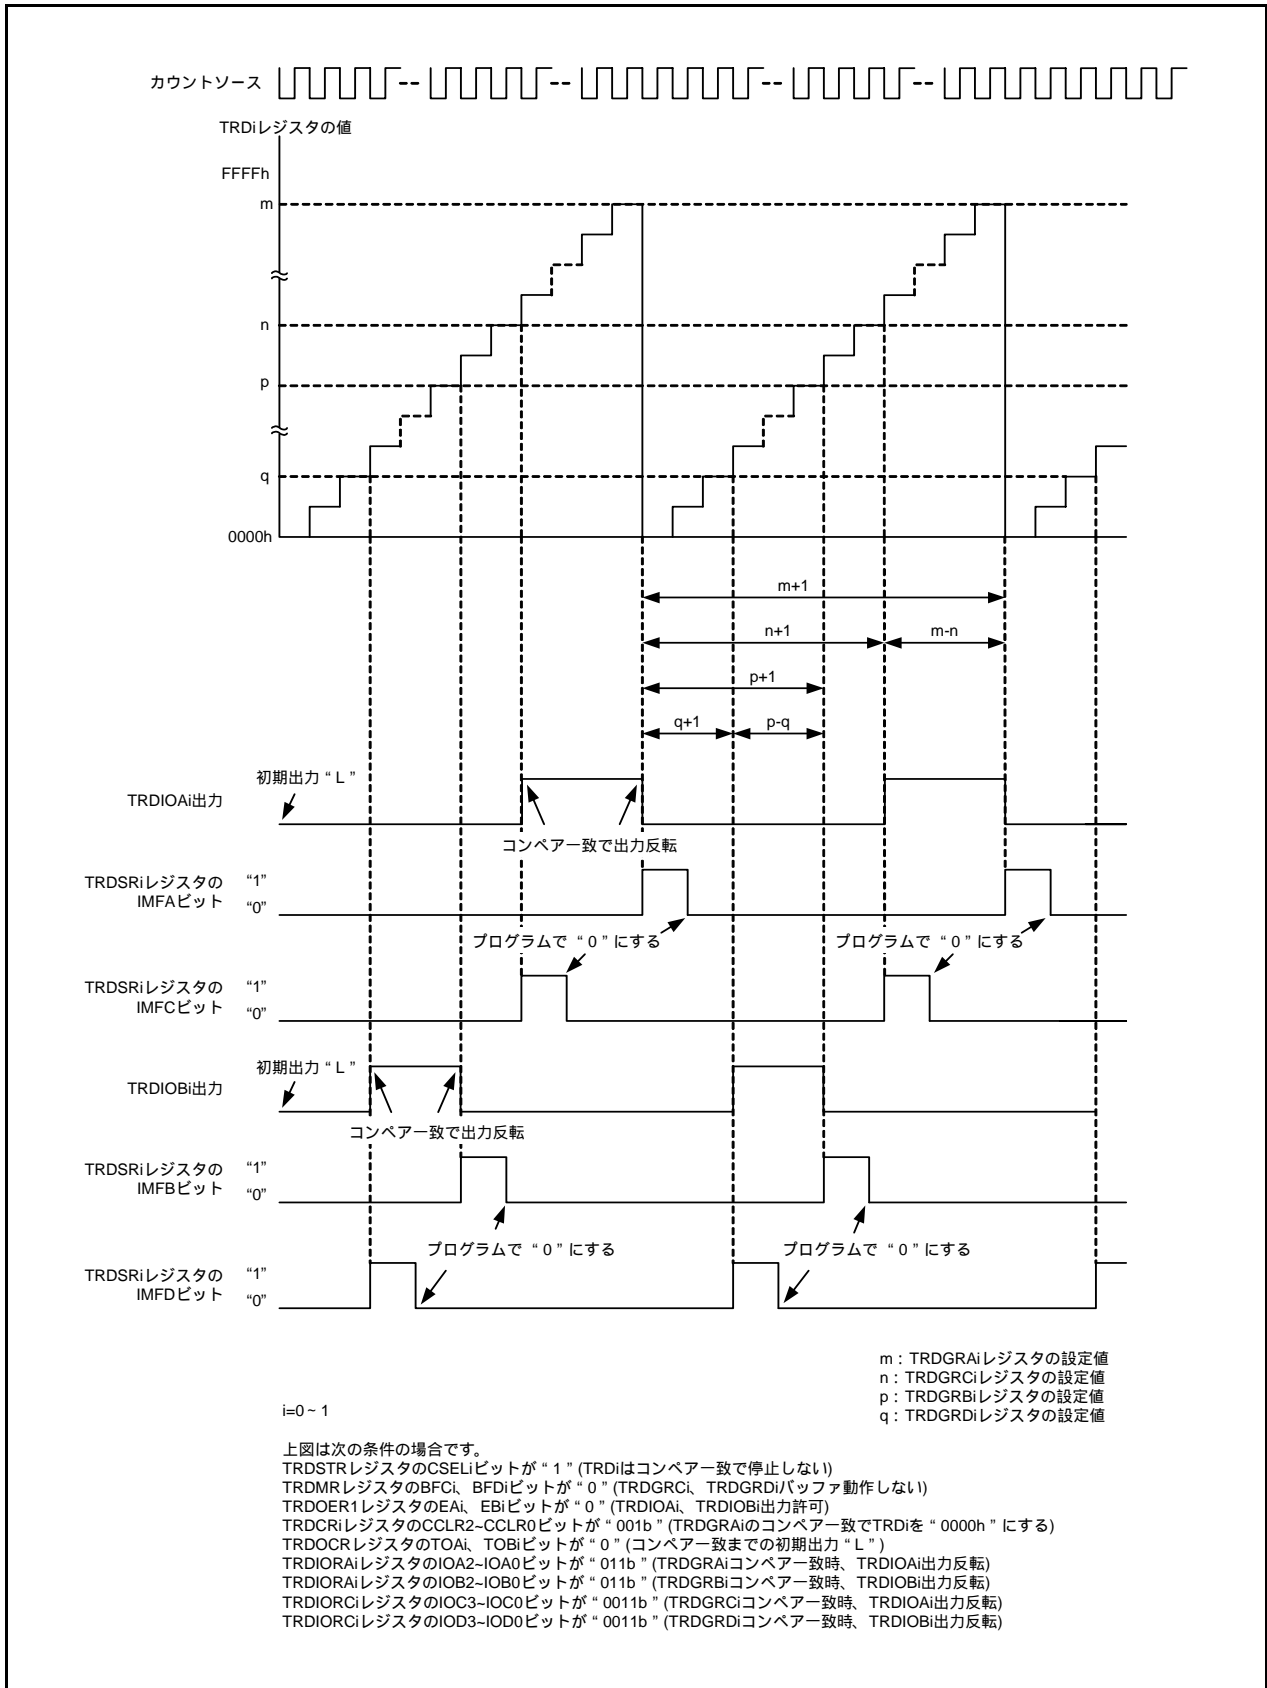 カウントソース
TRDiレジスタの値
FFFFh
m
n
p
q
0000h
m+1
n+1
m-n
p+1
q+1
p-q
初期出力 “ L ”
TRDIOAi出力
コンペア一致で出力反転
TRDSRiレジスタの
IMFAビット
“1”
“0”
プログラムで “ 0 ” にする
プログラムで “ 0 ” にする
TRDSRiレジスタの
IMFCビット
“1”
“0”
初期出力 “ L ”
TRDIOBi出力
コンペア一致で出力反転
TRDSRiレジスタの
IMFBビット
“1”
“0”
プログラムで “ 0 ” にする
プログラムで “ 0 ” にする
TRDSRiレジスタの
IMFDビット
“1”
“0”
m : TRDGRAiレジスタの設定値
n : TRDGRCiレジスタの設定値
p : TRDGRBiレジスタの設定値
q : TRDGRDiレジスタの設定値
i=0 ~ 1
上図は次の条件の場合です。
TRDSTRレジスタのCSELiビットが “ 1 ” (TRDiはコンペア一致で停止しない)
TRDMRレジスタのBFCi、BFDiビットが “ 0 ” (TRDGRCi、TRDGRDiバッファ動作しない)
TRDOER1レジスタのEAi、EBiビットが “ 0 ” (TRDIOAi、TRDIOBi出力許可)
TRDCRiレジスタのCCLR2~CCLR0ビットが “ 001b ” (TRDGRAiのコンペア一致でTRDiを “ 0000h ” にする)
TRDOCRレジスタのTOAi、TOBiビットが “ 0 ” (コンペア一致までの初期出力 “ L ” )
TRDIORAiレジスタのIOA2~IOA0ビットが “ 011b ” (TRDGRAiコンペア一致時、TRDIOAi出力反転)
TRDIORAiレジスタのIOB2~IOB0ビットが “ 011b ” (TRDGRBiコンペア一致時、TRDIOBi出力反転)
TRDIORCiレジスタのIOC3~IOC0ビットが “ 0011b ” (TRDGRCiコンペア一致時、TRDIOAi出力反転)
TRDIORCiレジスタのIOD3~IOD0ビットが “ 0011b ” (TRDGRDiコンペア一致時、TRDIOBi出力反転)